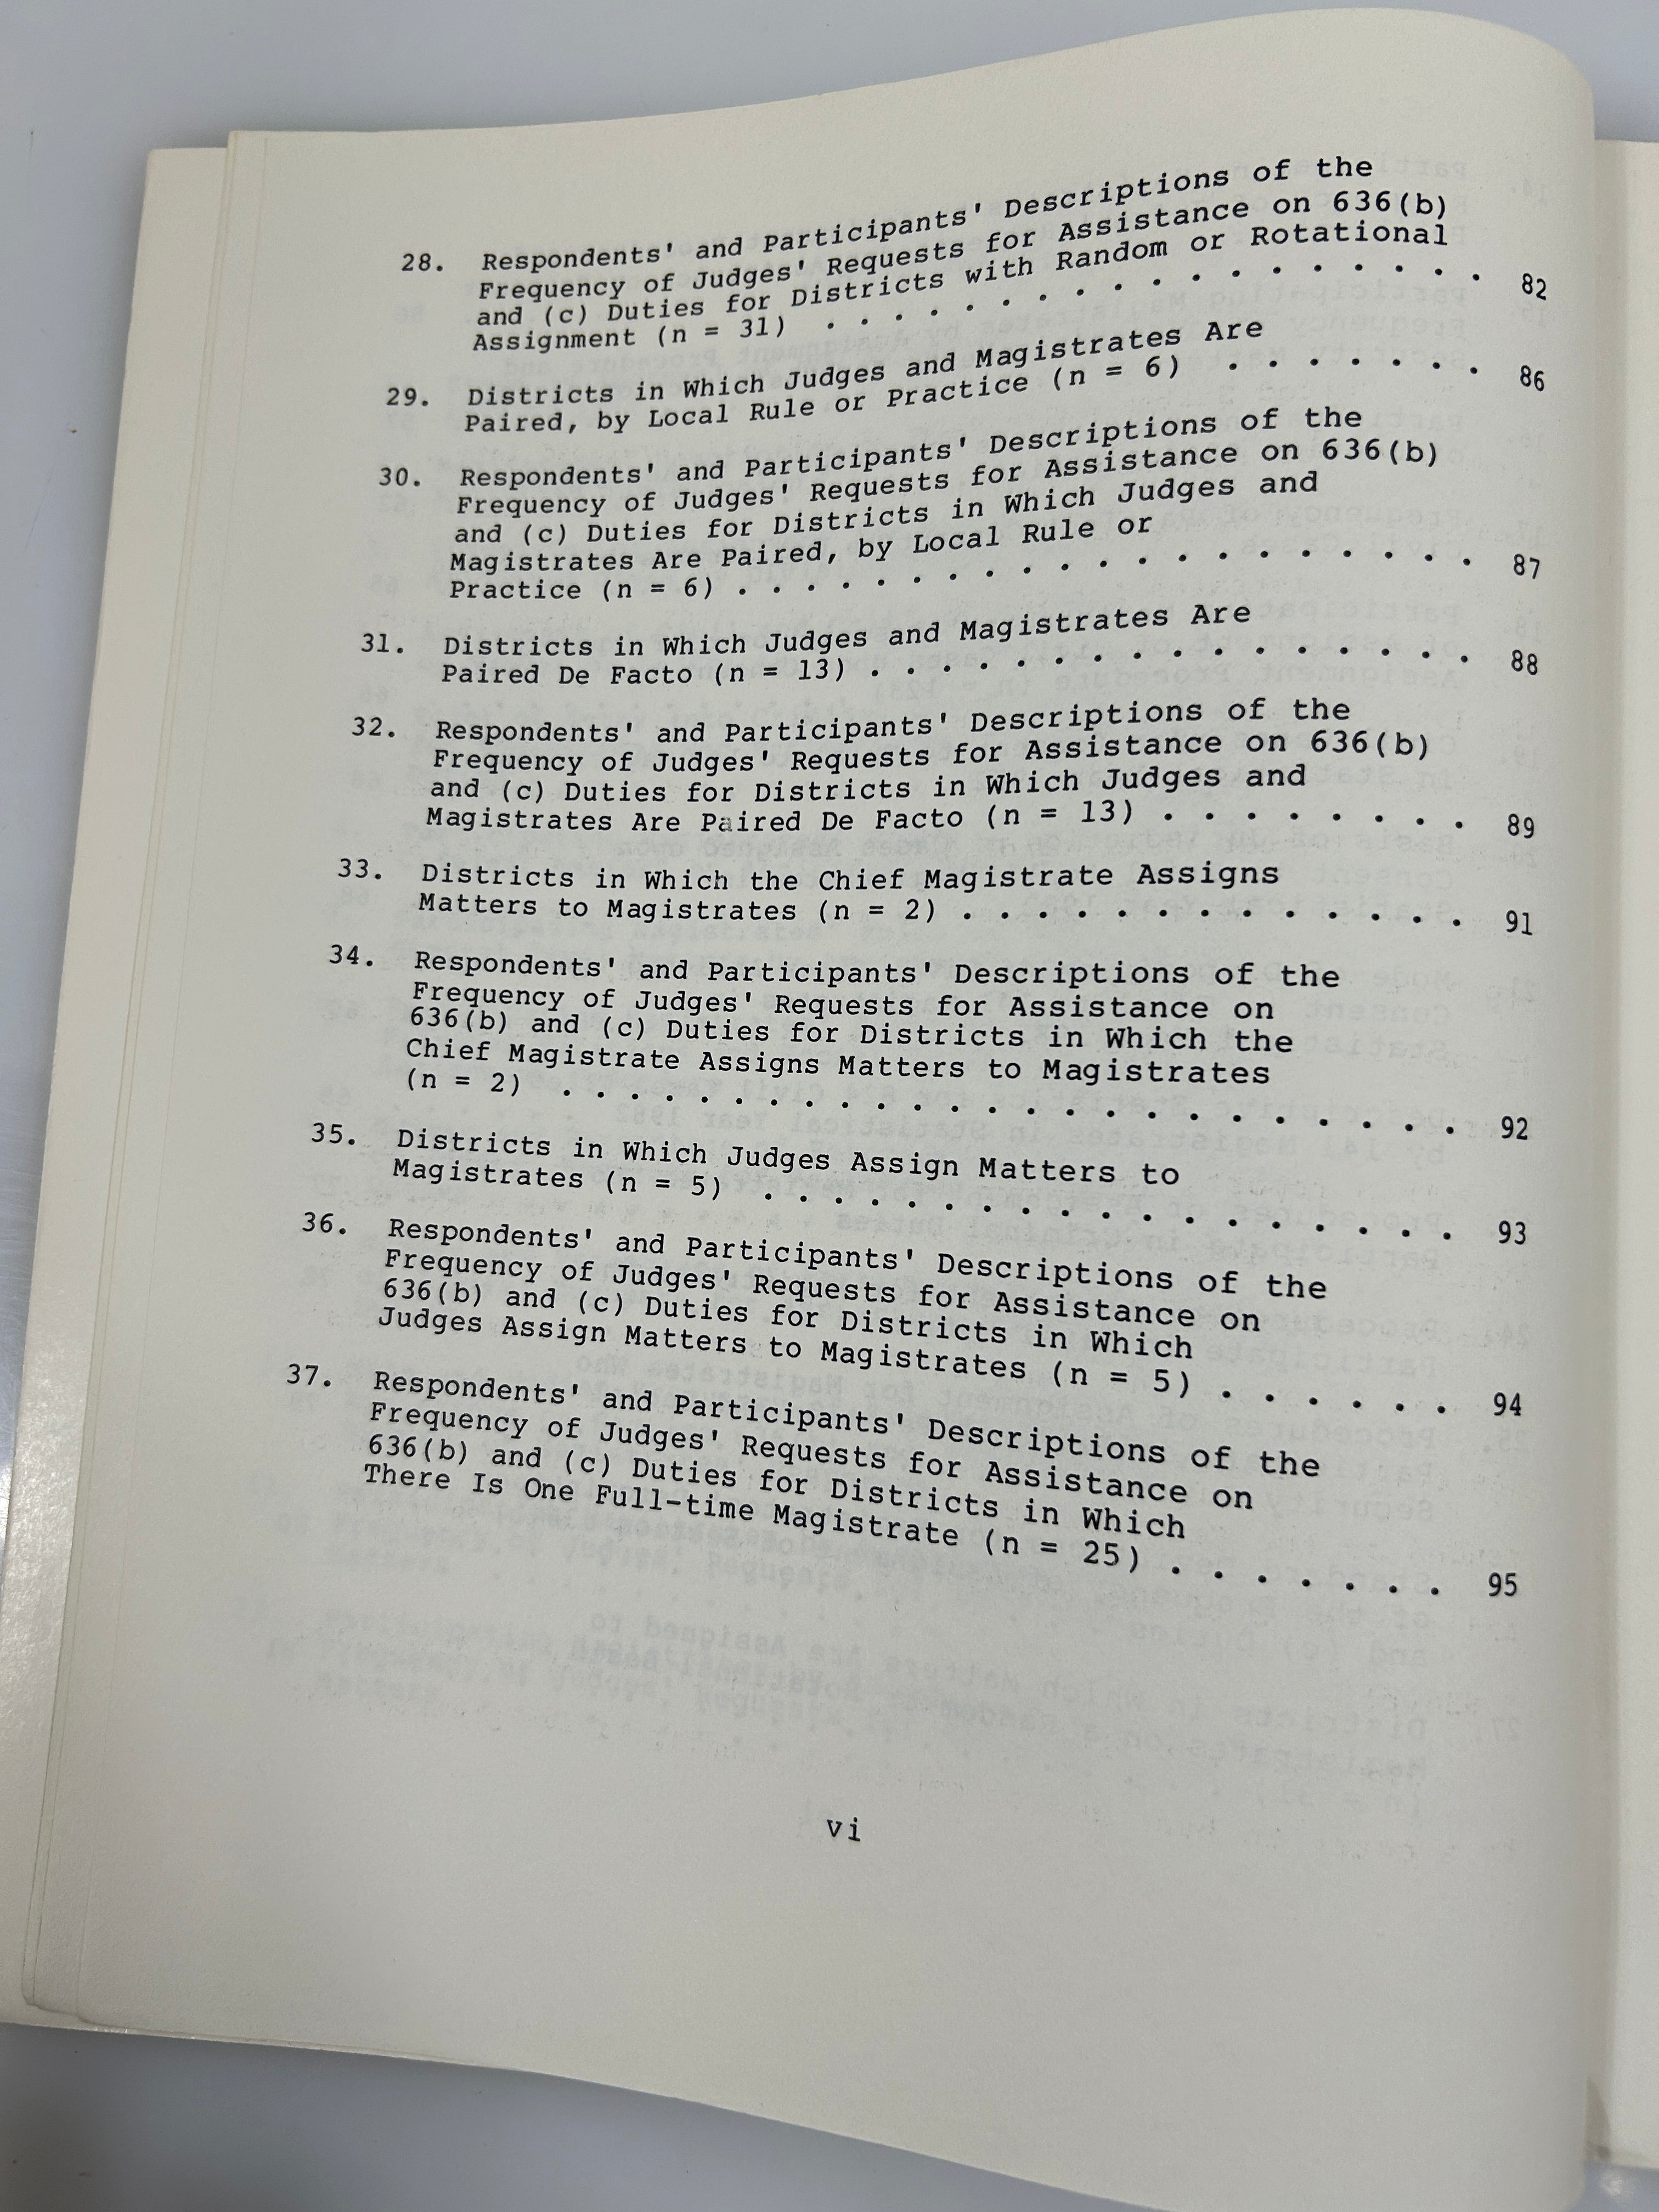 28. Respondents' and Participants' Descriptions of the
Frequency of Judges' Requests for Assistance on 636(b)
and (c) Duties for Districts with Random or Rotational
Assignment (n = 31) . . . . . . . . . . . . . . . . . . 82
29. Districts in Which Judges and Magistrates Are
Paired, by Local Rule or Practice (n = 6) . . . . . . . 86
30. Respondents' and Participants' Descriptions of the
Frequency of Judges' Requests for Assistance on 636(b)
and (c) Duties for Districts in Which Judges and
Magistrates Are Paired, by Local Rule or
Practice (n = 6) . . . . . . . . . . . . . . . . . . . . 87
31. Districts in Which Judges and Magistrates Are
Paired De Facto (n = 13) . . . . . . . . . . . . . . . . 88
32. Respondents' and Participants' Descriptions of the
Frequency of Judges' Requests for Assistance on 636(b)
and (c) Duties for Districts in Which Judges and
Magistrates Are Paired De Facto (n = 13) . . . . . . . . 89
33. Districts in Which the Chief Magistrate Assigns
Matters to Magistrates (n = 2) . . . . . . . . . . . . . 91
34. Respondents' and Participants' Descriptions of the
Frequency of Judges' Requests for Assistance on
636(b) and (c) Duties for Districts in Which the
Chief Magistrate Assigns Matters to Magistrates
(n = 2) . . . . . . . . . . . . . . . . . . . . . . . . 92
35. Districts in Which Judges Assign Matters to
Magistrates (n = 5) . . . . . . . . . . . . . . . . . . 93
36. Respondents' and Participants' Descriptions of the
Frequency of Judges' Requests for Assistance on
636(b) and (c) Duties for Districts in Which
Judges Assign Matters to Magistrates (n = 5) . . . . . . 94
37. Respondents' and Participants' Descriptions of the
Frequency of Judges' Requests for Assistance on
636(b) and (c) Duties for Districts in Which
There Is One Full-time Magistrate (n = 25) . . . . . . . 95
vi